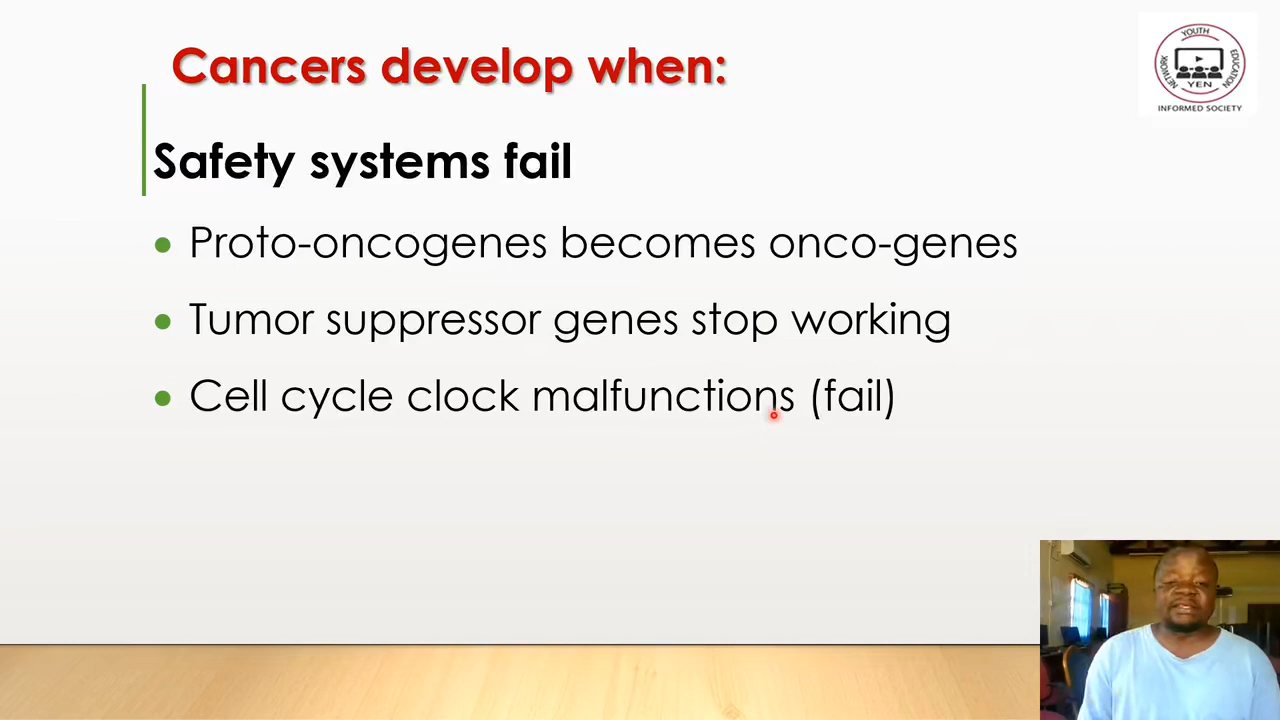 Cancers develop when:
Safety systems fail
Proto-oncogenes becomes onco-genes
Tumor suppressor genes stop working
Cell cycle clock malfunctions (fail)
YOUTH
EDUCATION
NETWORK
YEN
INFORMED SOCIETY